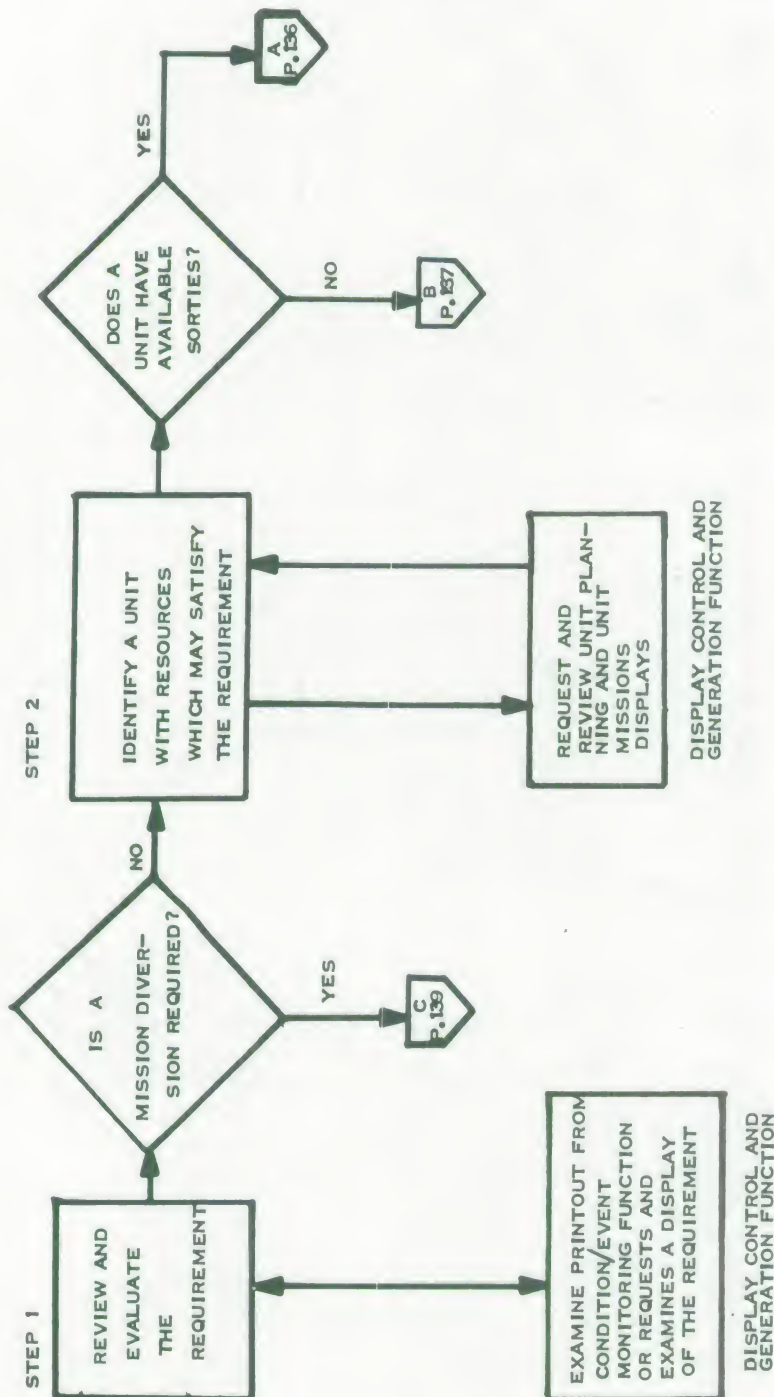 STEP 1
REVIEW AND
EVALUATE
THE
REQUIREMENT
EXAMINE PRINTOUT FROM
CONDITION/EVENT
MONITORING FUNCTION
OR REQUESTS AND
EXAMINES A DISPLAY
OF THE REQUIREMENT
DISPLAY CONTROL AND
GENERATION FUNCTION
IS A
MISSION DIVER-
SION REQUIRED?
YES
C
P.139
NO
STEP 2
IDENTIFY A UNIT
WITH RESOURCES
WHICH MAY SATISFY
THE REQUIREMENT
REQUEST AND
REVIEW UNIT PLAN-
NING AND UNIT
MISSIONS
DISPLAYS
DISPLAY CONTROL AND
GENERATION FUNCTION
DOES A
UNIT HAVE
AVAILABLE
SORTIES?
NO
B
P.137
YES
A
P.136